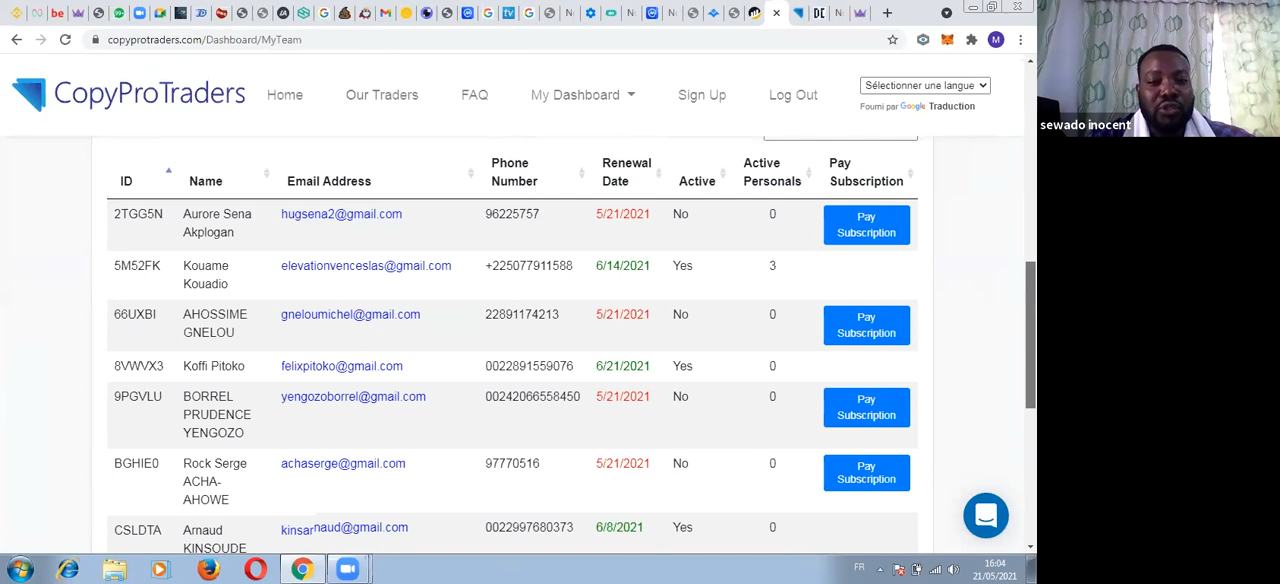 copyprotraders.com/Dashboard/MyTeam
CopyProTraders
Home
Our Traders
FAQ
My Dashboard
Sign Up
Log Out
Sélectionner une langue
Fourni par Google Traduction
sewado inocent
ID Name Email Address Phone Number Renewal Date Active Active Personals Pay Subscription
2TGG5N Aurore Sena Akplogan hugsena2@gmail.com 96225757 5/21/2021 No 0 Pay Subscription
5M52FK Kouame Kouadio elevationvenceslas@gmail.com +225077911588 6/14/2021 Yes 3
66UXBI AHOSSIME GNELOU gneloumichel@gmail.com 22891174213 5/21/2021 No 0 Pay Subscription
8VWVX3 Koffi Pitoko felixpitoko@gmail.com 0022891559076 6/21/2021 Yes 0
9PGVLU BORREL PRUDENCE YENGOZO yengozoborrel@gmail.com 00242066558450 5/21/2021 No 0 Pay Subscription
BGHIE0 Rock Serge ACHA-AHOWE achaserge@gmail.com 97770516 5/21/2021 No 0 Pay Subscription
CSLDTA Arnaud KINSOUDE kinsarnaud@gmail.com 0022997680373 6/8/2021 Yes 0
FR
16:04
21/05/2021